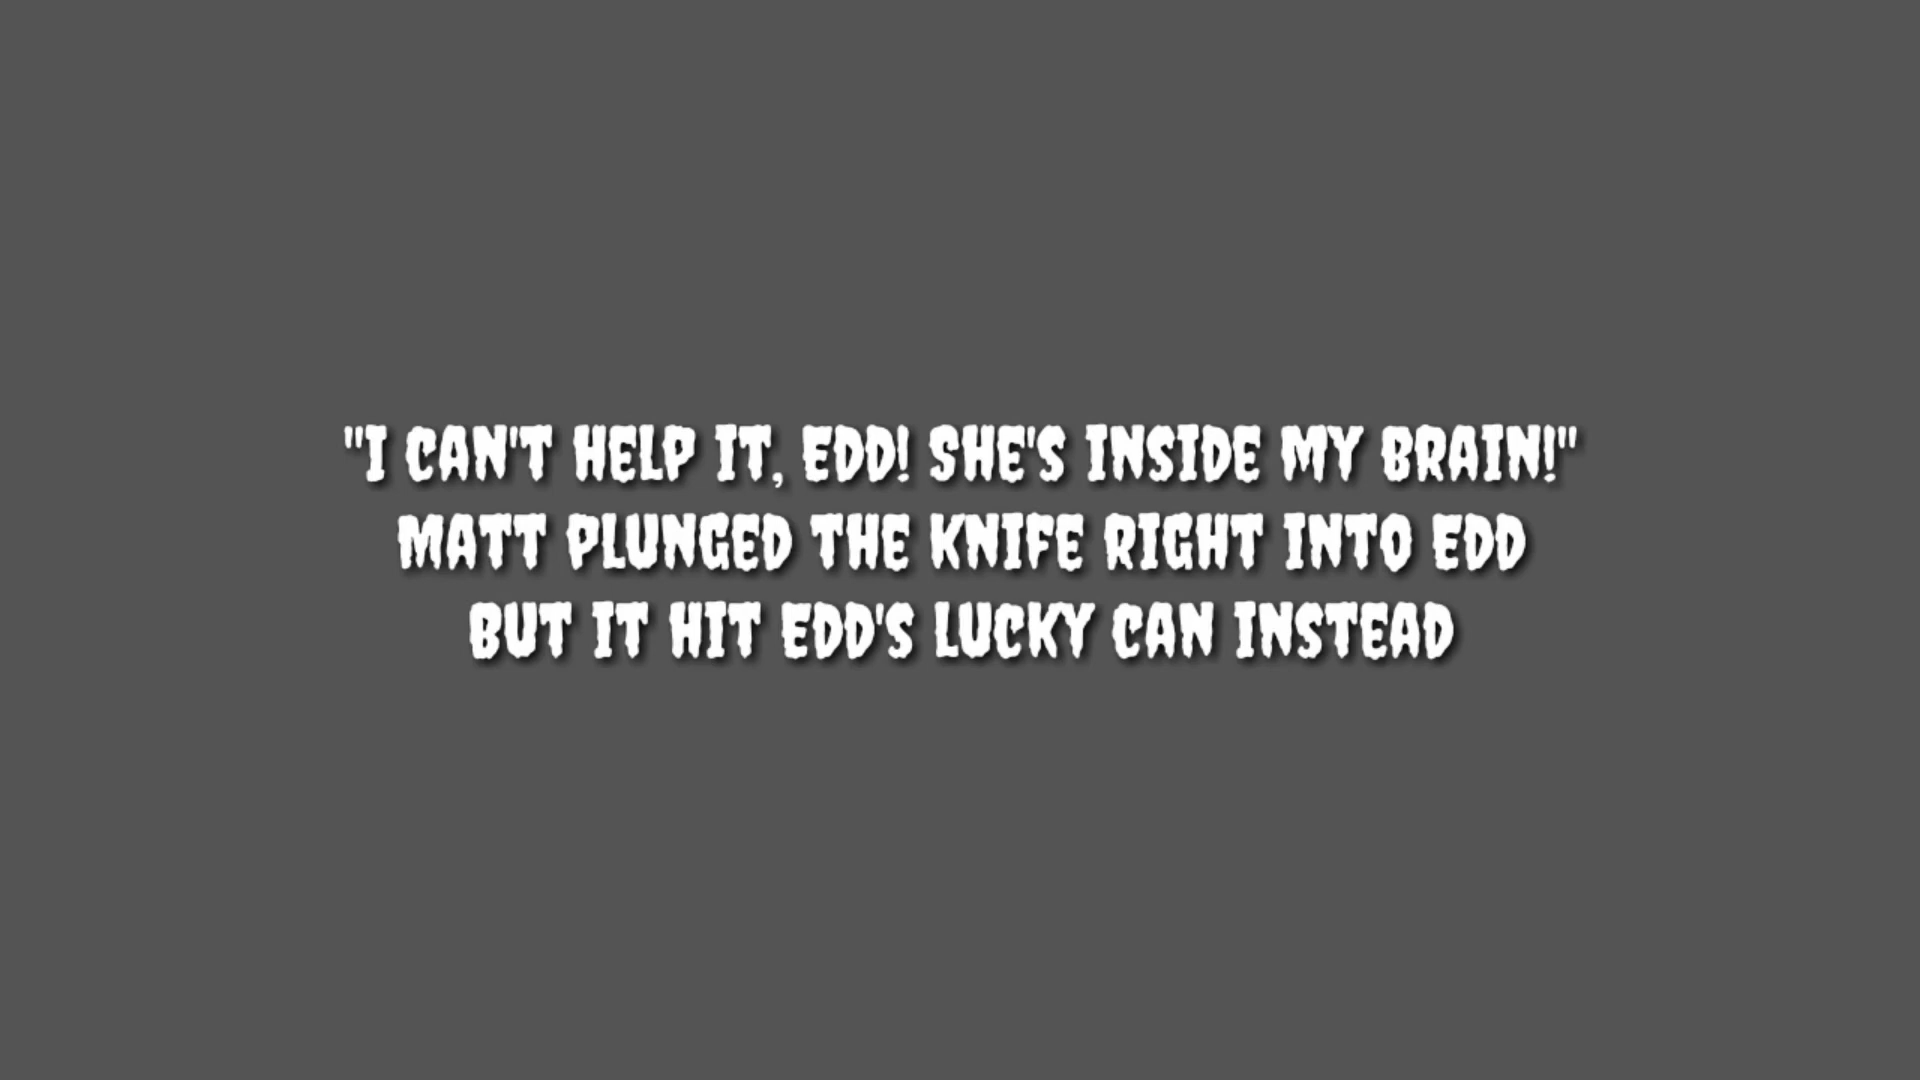 "I CAN'T HELP IT, EDD! SHE'S INSIDE MY BRAIN!"
MATT PLUNGED THE KNIFE RIGHT INTO EDD
BUT IT HIT EDD'S LUCKY CAN INSTEAD